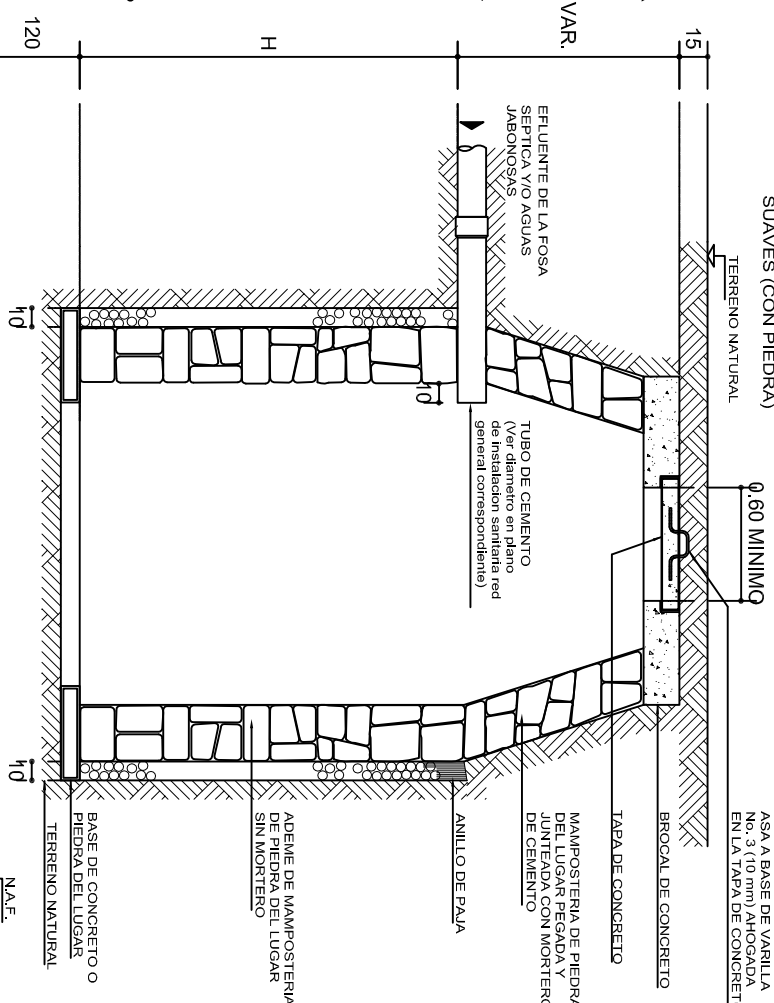 SUAVES (CON PIEDRA)
15
VAR.
H
120
TERRENO NATURAL
0.60 MINIMO
ASA A BASE DE VARILLA
No. 3 (10 mm) AHOGADA
EN LA TAPA DE CONCRET
BROCAL DE CONCRETO
TAPA DE CONCRETO
MAMPOSTERIA DE PIEDRA
DEL LUGAR PEGADA Y
JUNTEADA CON MORTERO
DE CEMENTO
ANILLO DE PAJA
ADEME DE MAMPOSTERIA
DE PIEDRA DEL LUGAR
SIN MORTERO
BASE DE CONCRETO O
PIEDRA DEL LUGAR
TERRENO NATURAL
N.A.F.
EFLUENTE DE LA FOSA
SEPTICA Y/O AGUAS
JABONOSAS
TUBO DE CEMENTO
(Ver diametro en plano
de instalacion sanitaria red
general correspondiente)
10
10
10